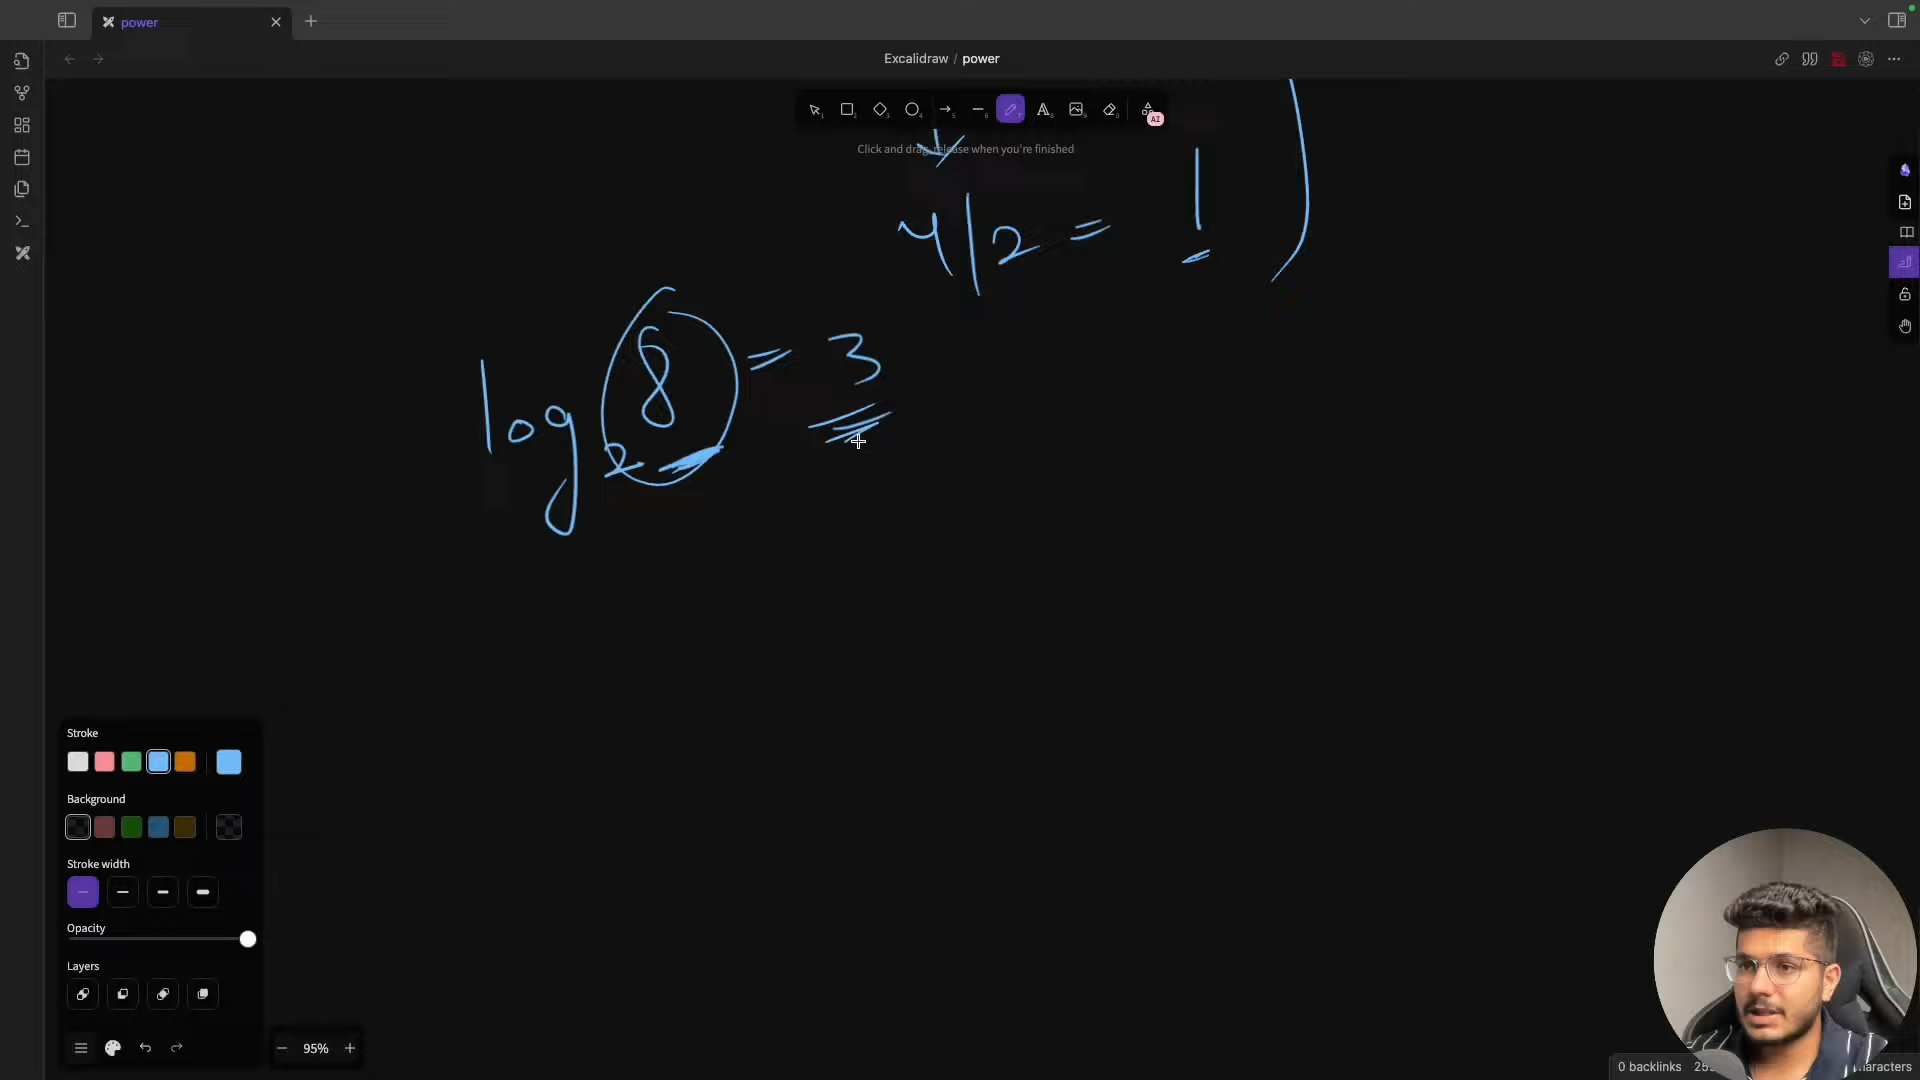 power
Excalidraw / power
Click and drag, release when you're finished
AI
4/2 =
log₂ 8 = 3
Stroke
Background
Stroke width
Opacity
Layers
95%
0 backlinks